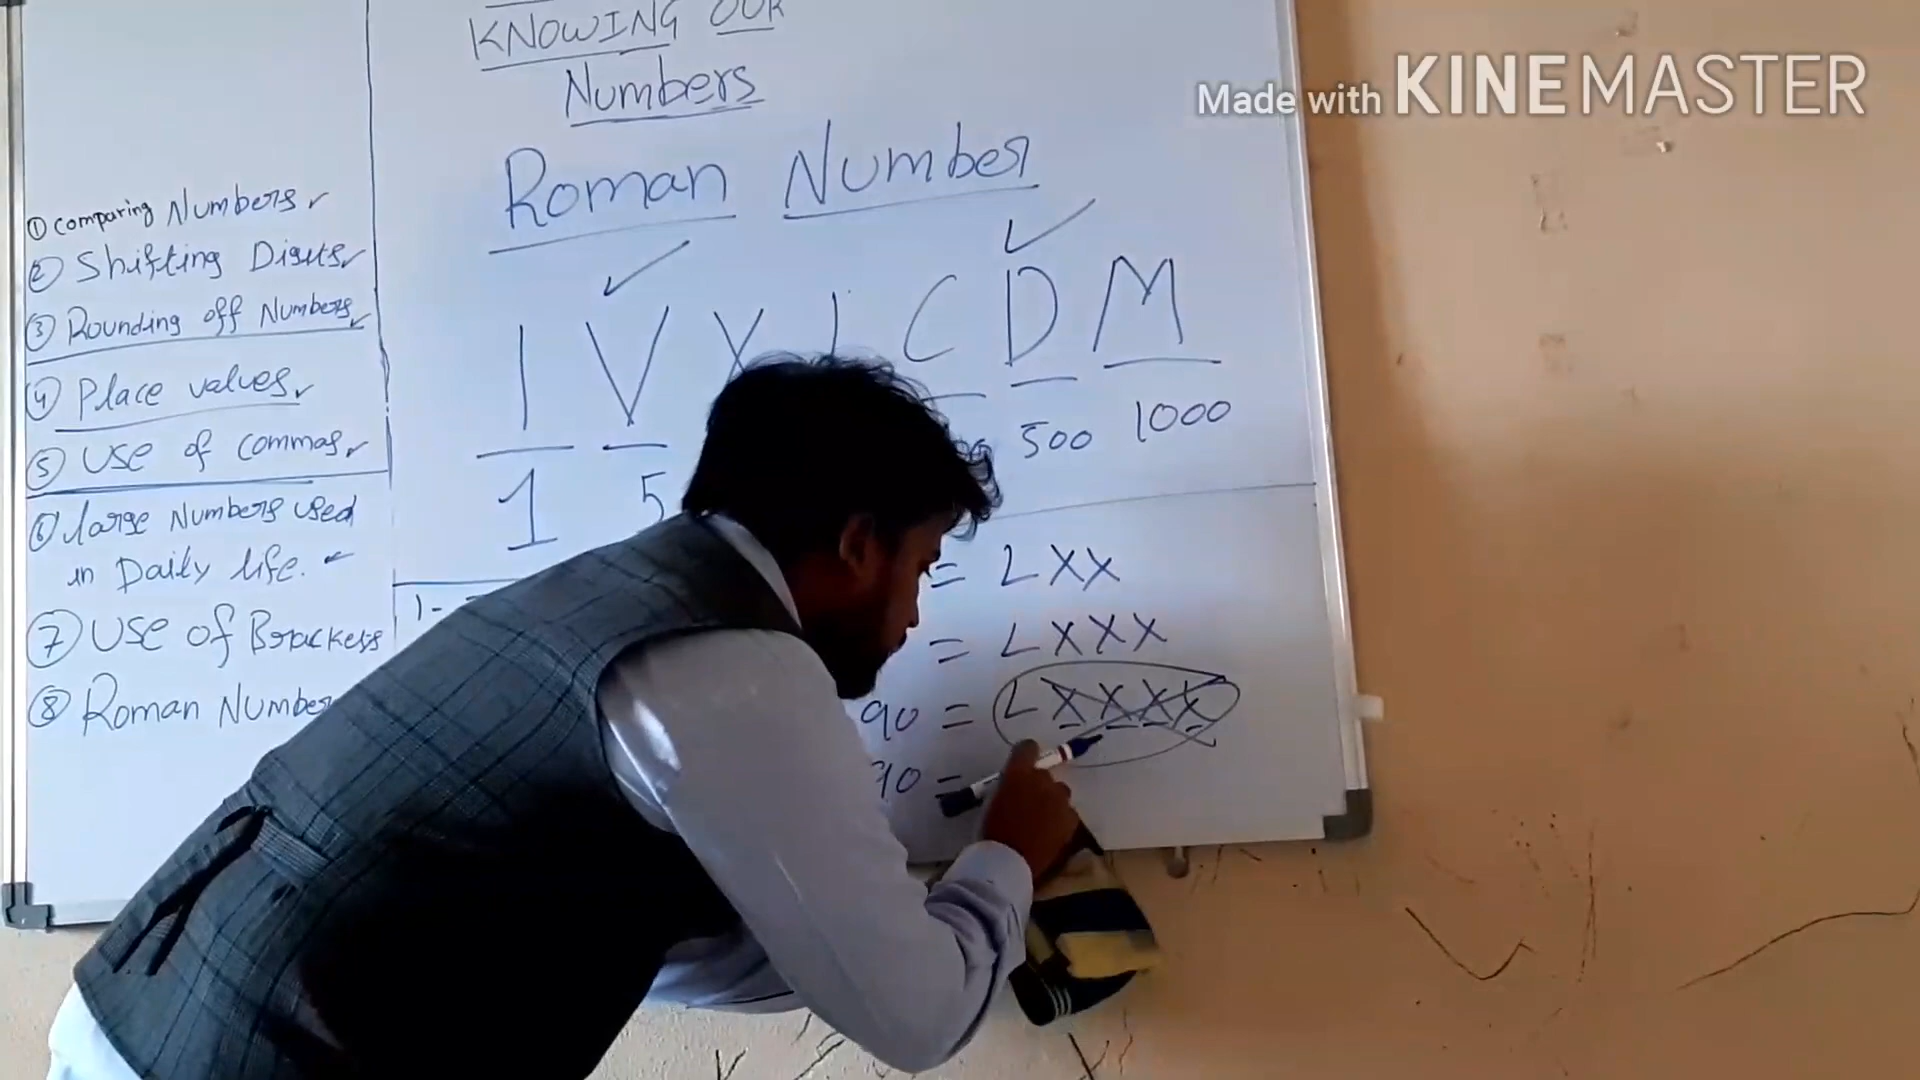 KNOWING OUR
Numbers
Made with KINEMASTER
Roman Number
① Comparing Numbers ✓
② Shifting Digits ✓
③ Rounding off Numbers ✓
④ Place values ✓
⑤ Use of Commas ✓
⑥ large Numbers used
in Daily life.
⑦ Use of Brackets
⑧ Roman Number
I V X C D M
1 5 500 1000
1-
= LXX
= LXXX
90 = LXXXX
90 =